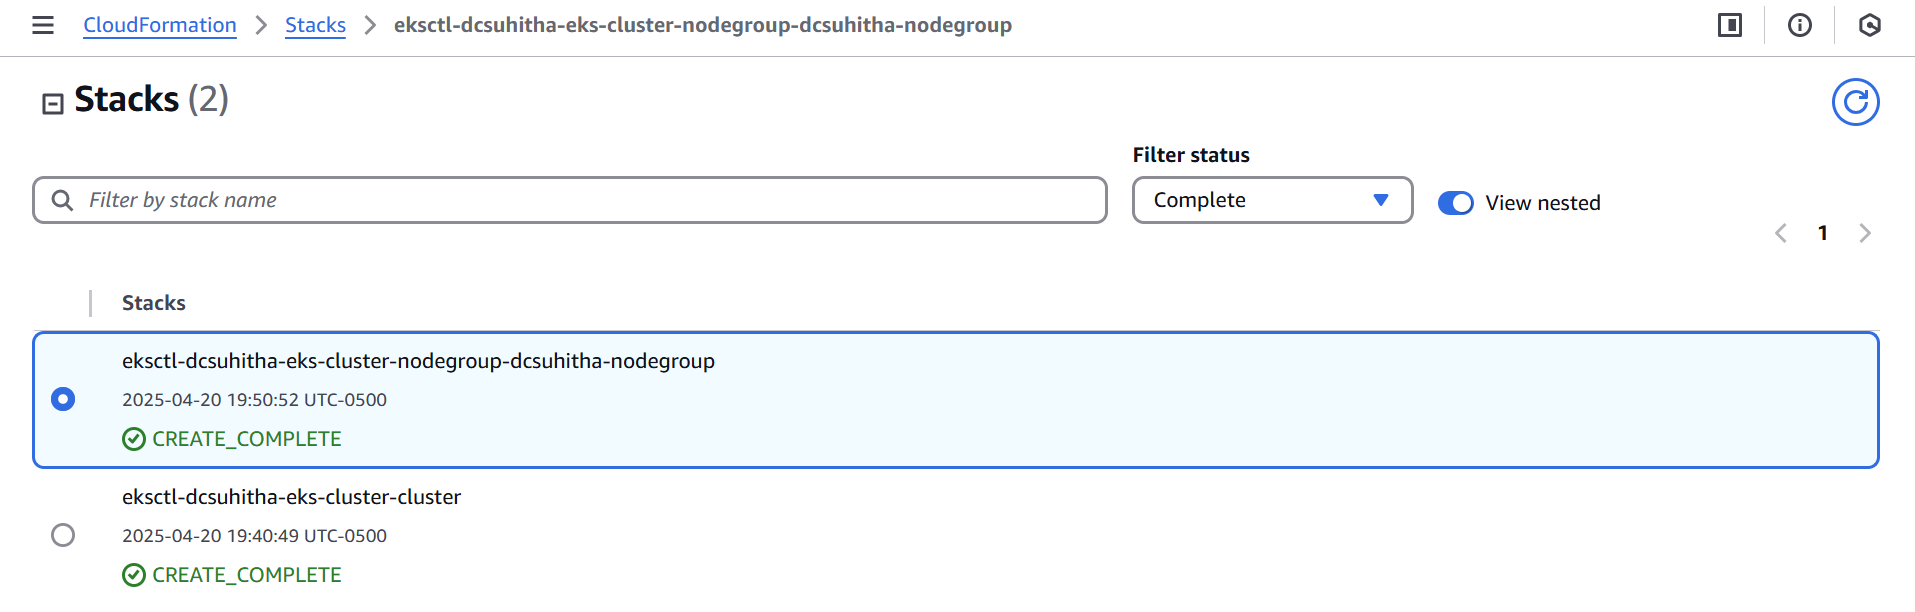 CloudFormation > Stacks > eksctl-dcsuhitha-eks-cluster-nodegroup-dcsuhitha-nodegroup
Stacks (2)
Filter status
Filter by stack name
Complete
View nested
1
Stacks
eksctl-dcsuhitha-eks-cluster-nodegroup-dcsuhitha-nodegroup
2025-04-20 19:50:52 UTC-0500
CREATE_COMPLETE
eksctl-dcsuhitha-eks-cluster-cluster
2025-04-20 19:40:49 UTC-0500
CREATE_COMPLETE